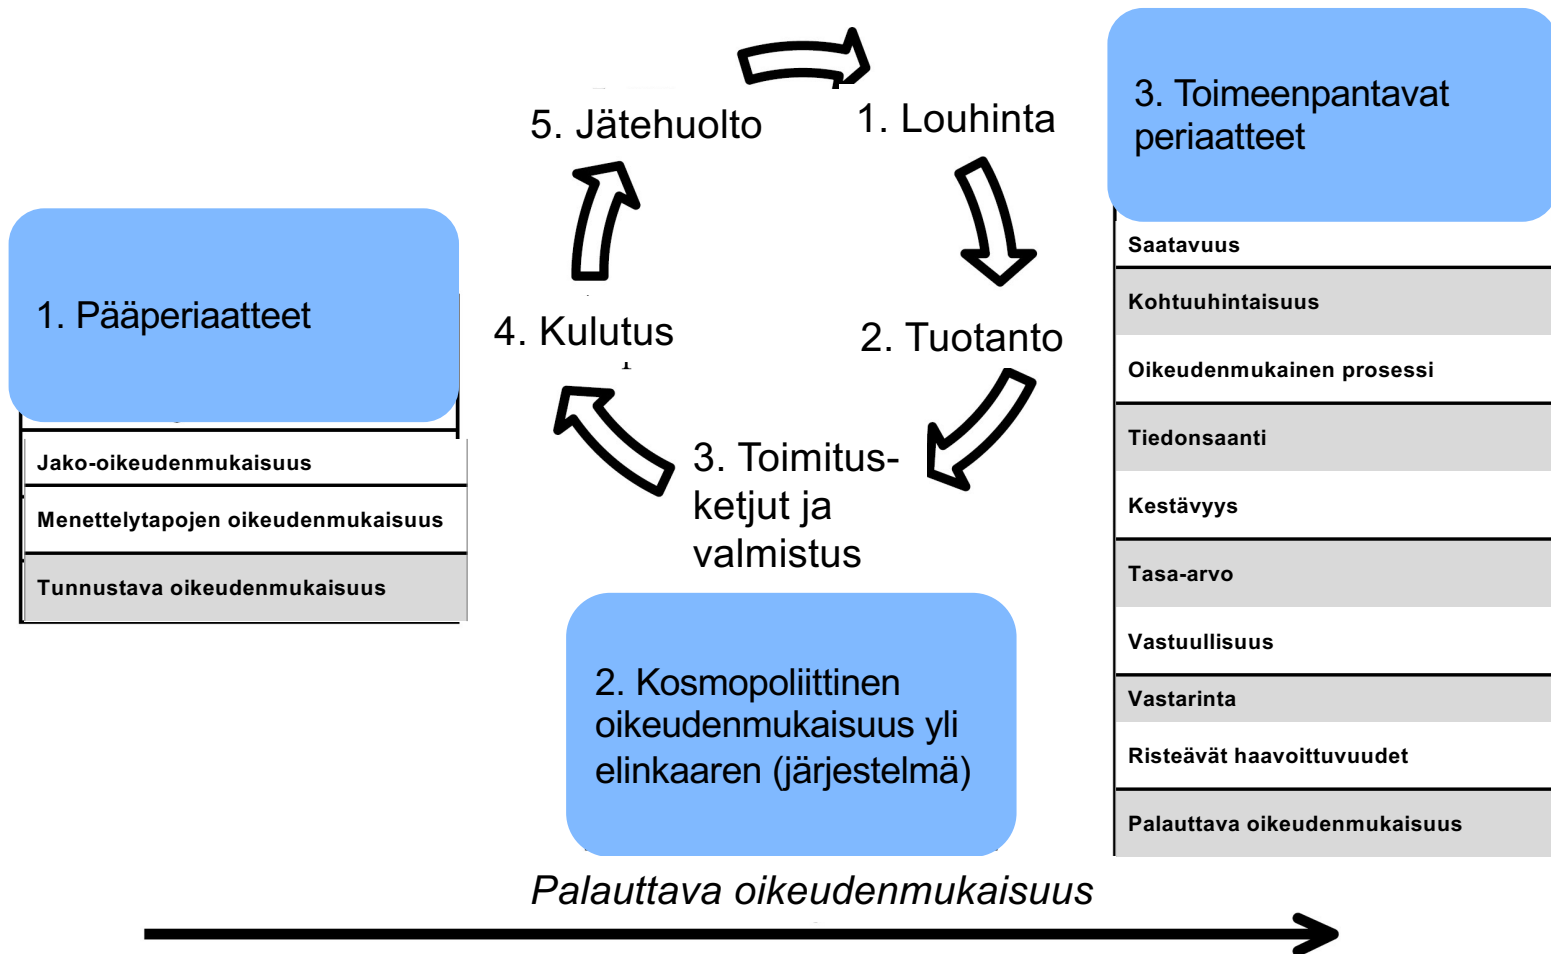 1. Pääperiaatteet
Jako-oikeudenmukaisuus
Menettelytapojen oikeudenmukaisuus
Tunnustava oikeudenmukaisuus
5. Jätehuolto
1. Louhinta
4. Kulutus
2. Tuotanto
3. Toimitus-
ketjut ja
valmistus
2. Kosmopoliittinen
oikeudenmukaisuus yli
elinkaaren (järjestelmä)
3. Toimeenpantavat
periaatteet
Saatavuus
Kohtuuhintaisuus
Oikeudenmukainen prosessi
Tiedonsaanti
Kestävyys
Tasa-arvo
Vastuullisuus
Vastarinta
Risteävät haavoittuvuudet
Palauttava oikeudenmukaisuus
Palauttava oikeudenmukaisuus